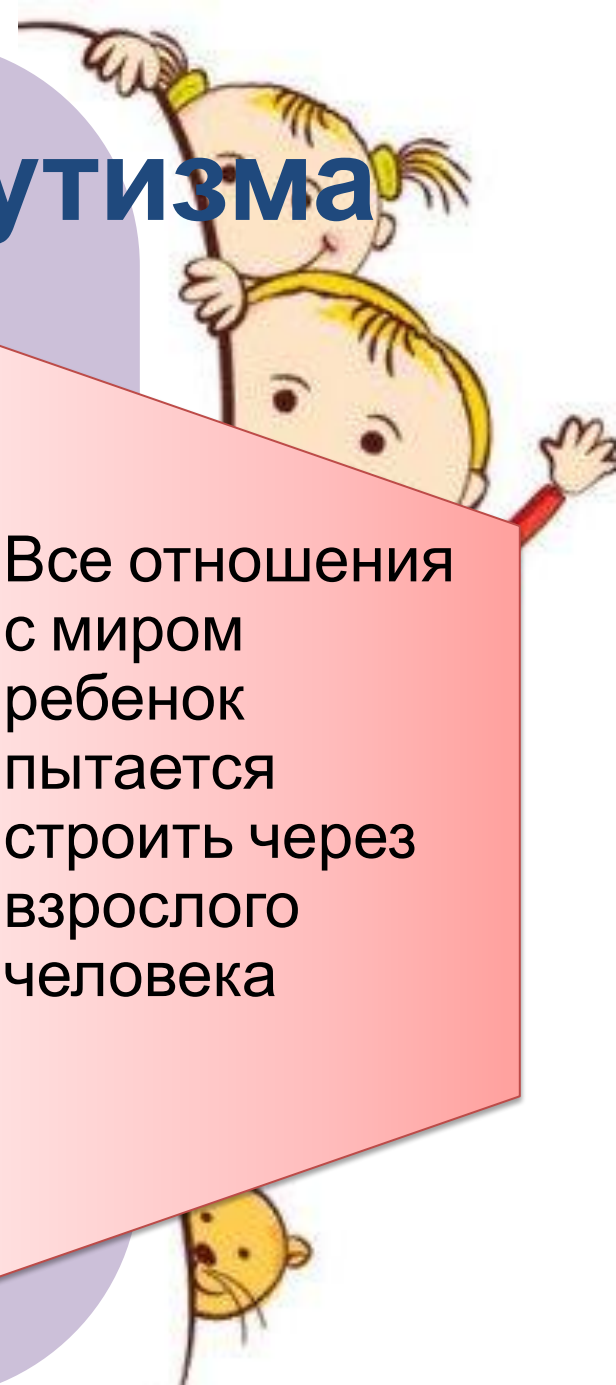 утизма
Все отношения
с миром
ребенок
пытается
строить через
взрослого
человека